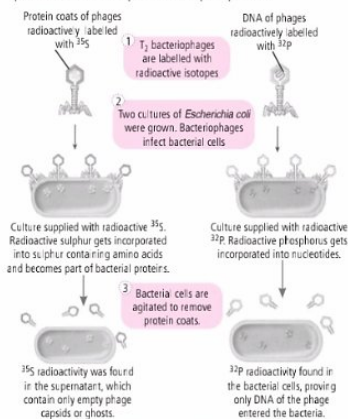 Protein coats of phages
radioactively labelled
with ³⁵S
DNA of phages
radioactively labelled
with ³²P
1 T₂ bacteriophages
are labelled with
radioactive isotopes
2
Two cultures of Escherichia coli
were grown. Bacteriophages
infect bacterial cells
Culture supplied with radioactive ³⁵S.
Radioactive sulphur gets incorporated
into sulphur containing amino acids
and becomes part of bacterial proteins.
Culture supplied with radioactive
³²P. Radioactive phosphorus gets
incorporated into nucleotides.
3 Bacterial cells are
agitated to remove
protein coats.
³⁵S radioactivity was found
in the supernatant, which
contain only empty phage
capsids or ghosts.
³²P radioactivity found in
the bacterial cells, proving
only DNA of the phage
entered the bacteria.